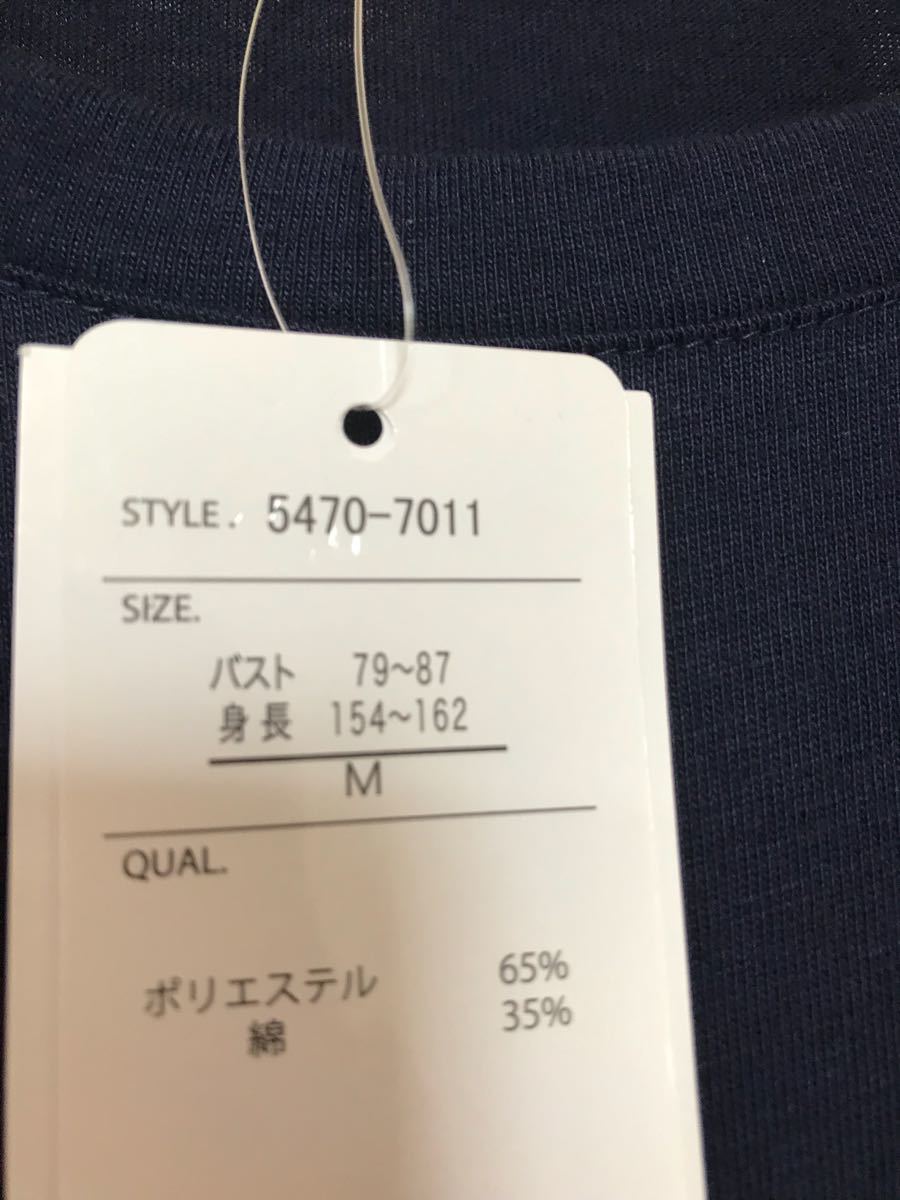 STYLE. 5470-7011
SIZE.
バスト 79~87
身長 154~162
M
QUAL.
ポリエステル 65%
綿 35%